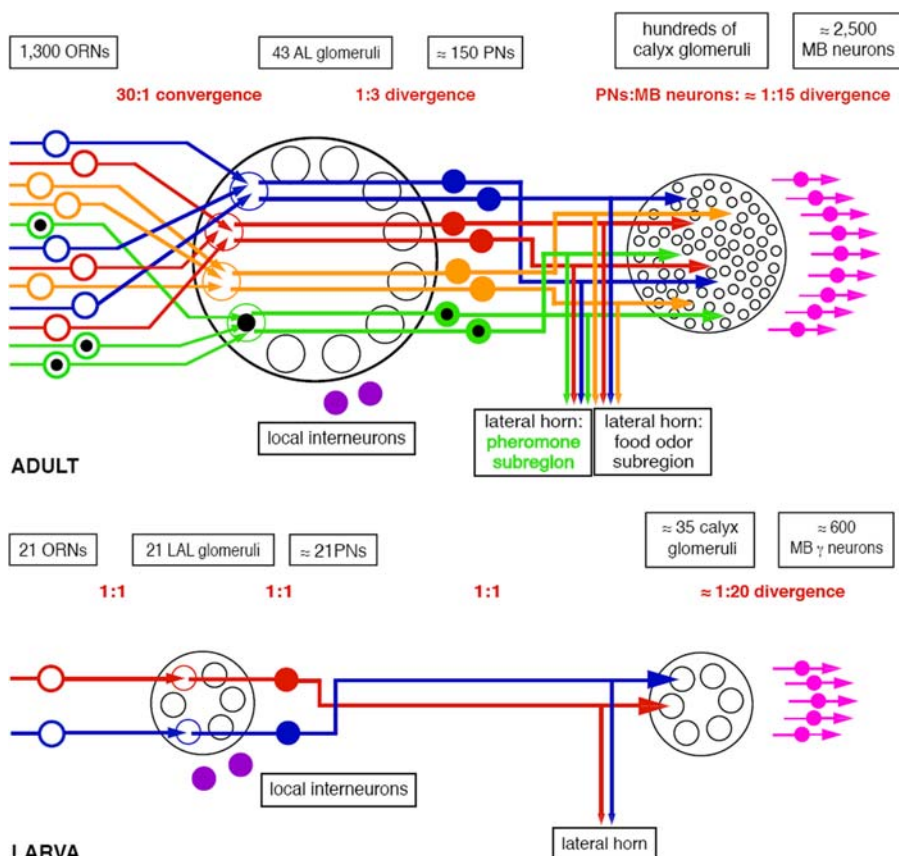 1,300 ORNs
43 AL glomeruli
≈ 150 PNs
hundreds of
calyx glomeruli
≈ 2,500
MB neurons
30:1 convergence
1:3 divergence
PNs:MB neurons: ≈ 1:15 divergence
local interneurons
lateral horn:
pheromone
subregion
lateral horn:
food odor
subregion
ADULT
21 ORNs
21 LAL glomeruli
≈ 21PNs
≈ 35 calyx
glomeruli
≈ 600
MB γ neurons
1:1
1:1
1:1
≈ 1:20 divergence
local interneurons
lateral horn
LARVA